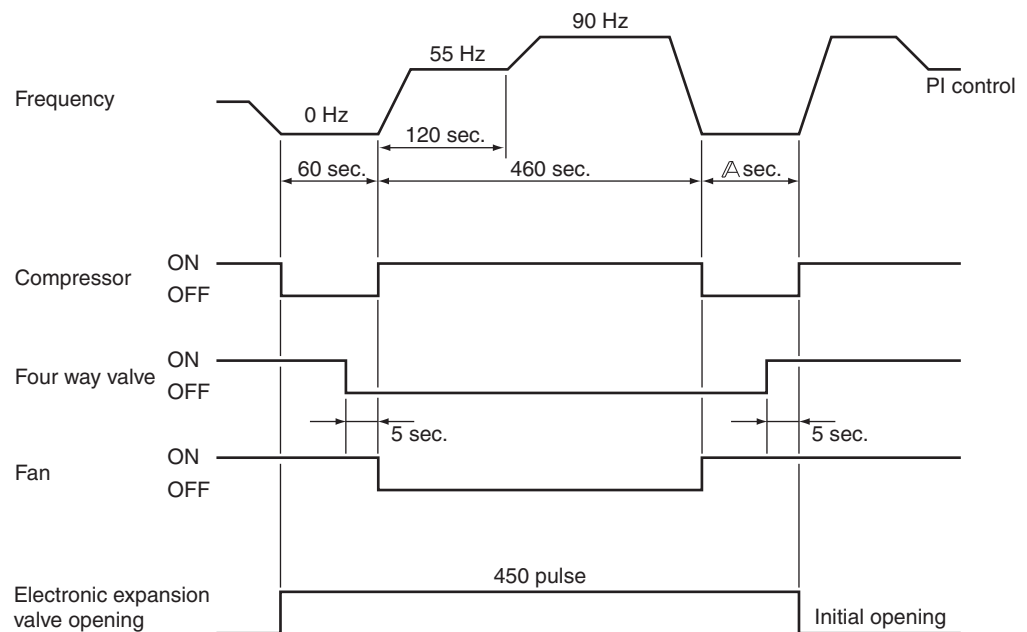 90 Hz
55 Hz
Frequency
PI control
0 Hz
120 sec.
60 sec.
460 sec.
A sec.
ON
Compressor
OFF
ON
Four way valve
OFF
5 sec.
5 sec.
ON
Fan
OFF
450 pulse
Electronic expansion
valve opening
Initial opening